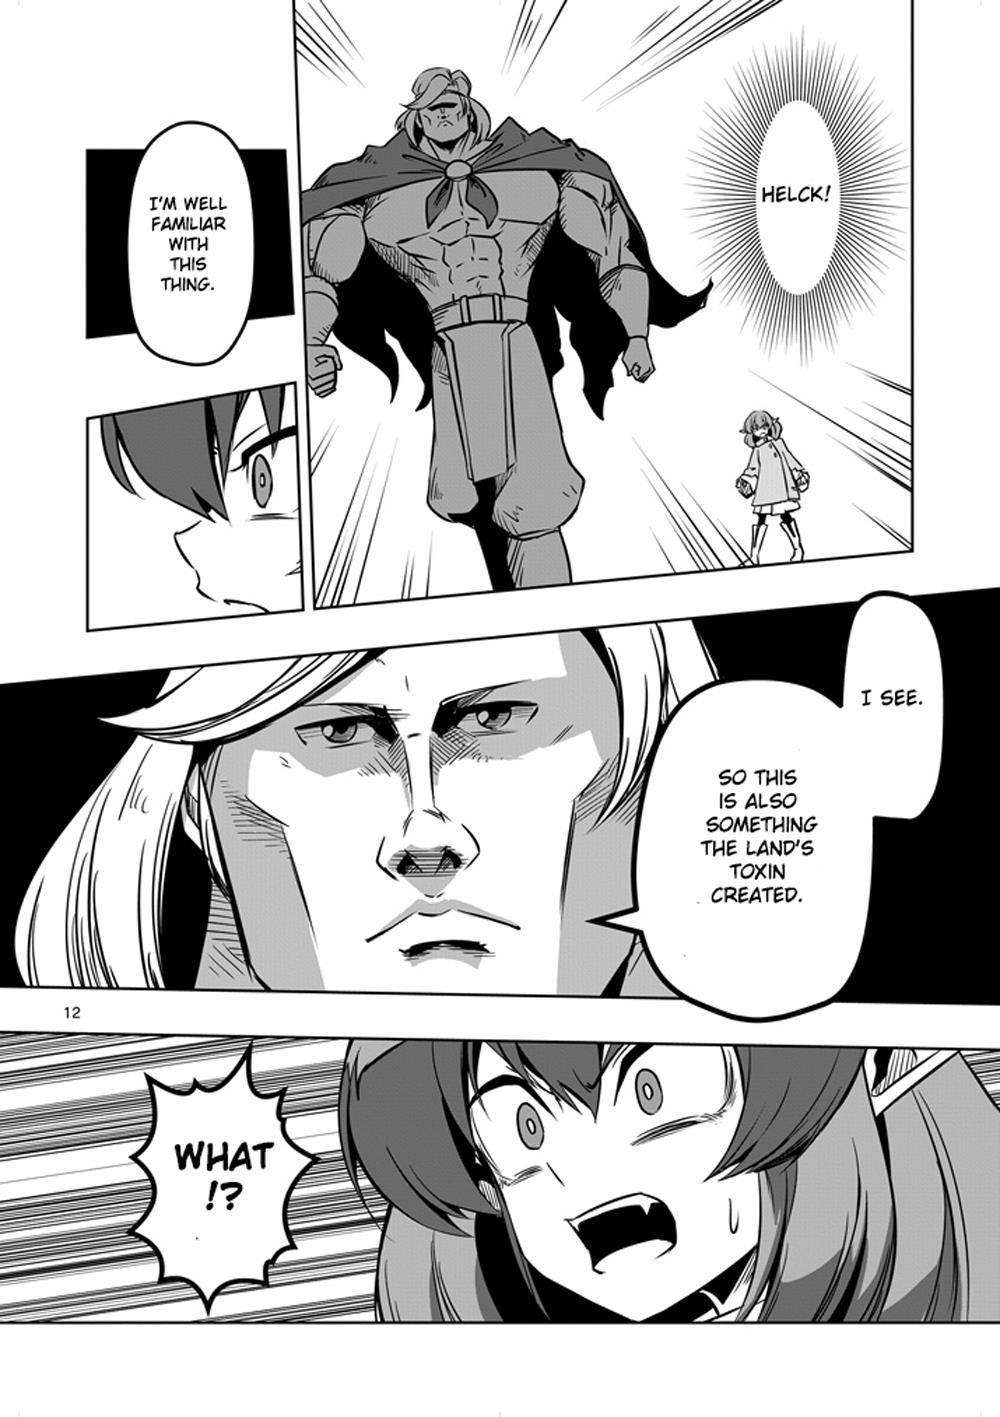 HELCK!
I'M WELL
FAMILIAR
WITH
THIS
THING.
I SEE.
SO THIS
IS ALSO
SOMETHING
THE LAND'S
TOXIN
CREATED.
12
WHAT
!?